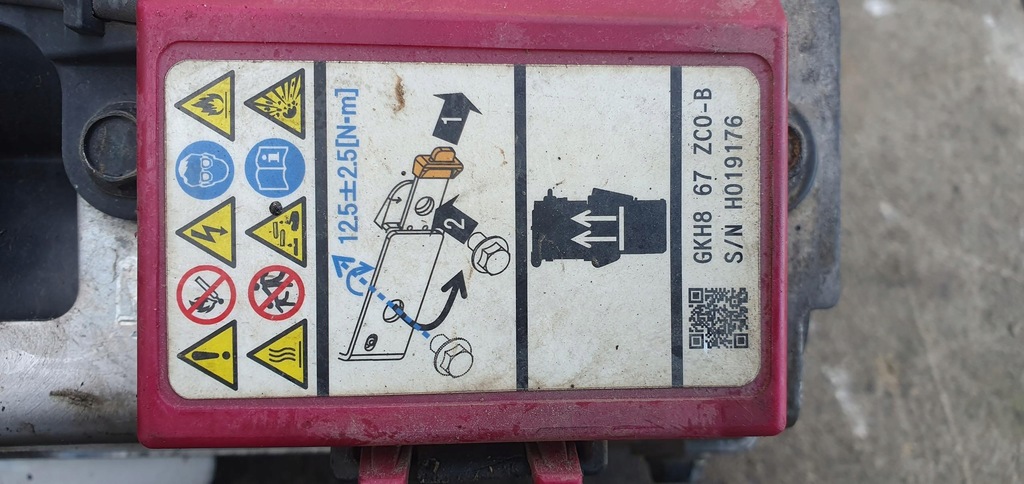 12.5±2.5[N-m]
1
2
GKH8 67 ZC0-B
S/N H019176